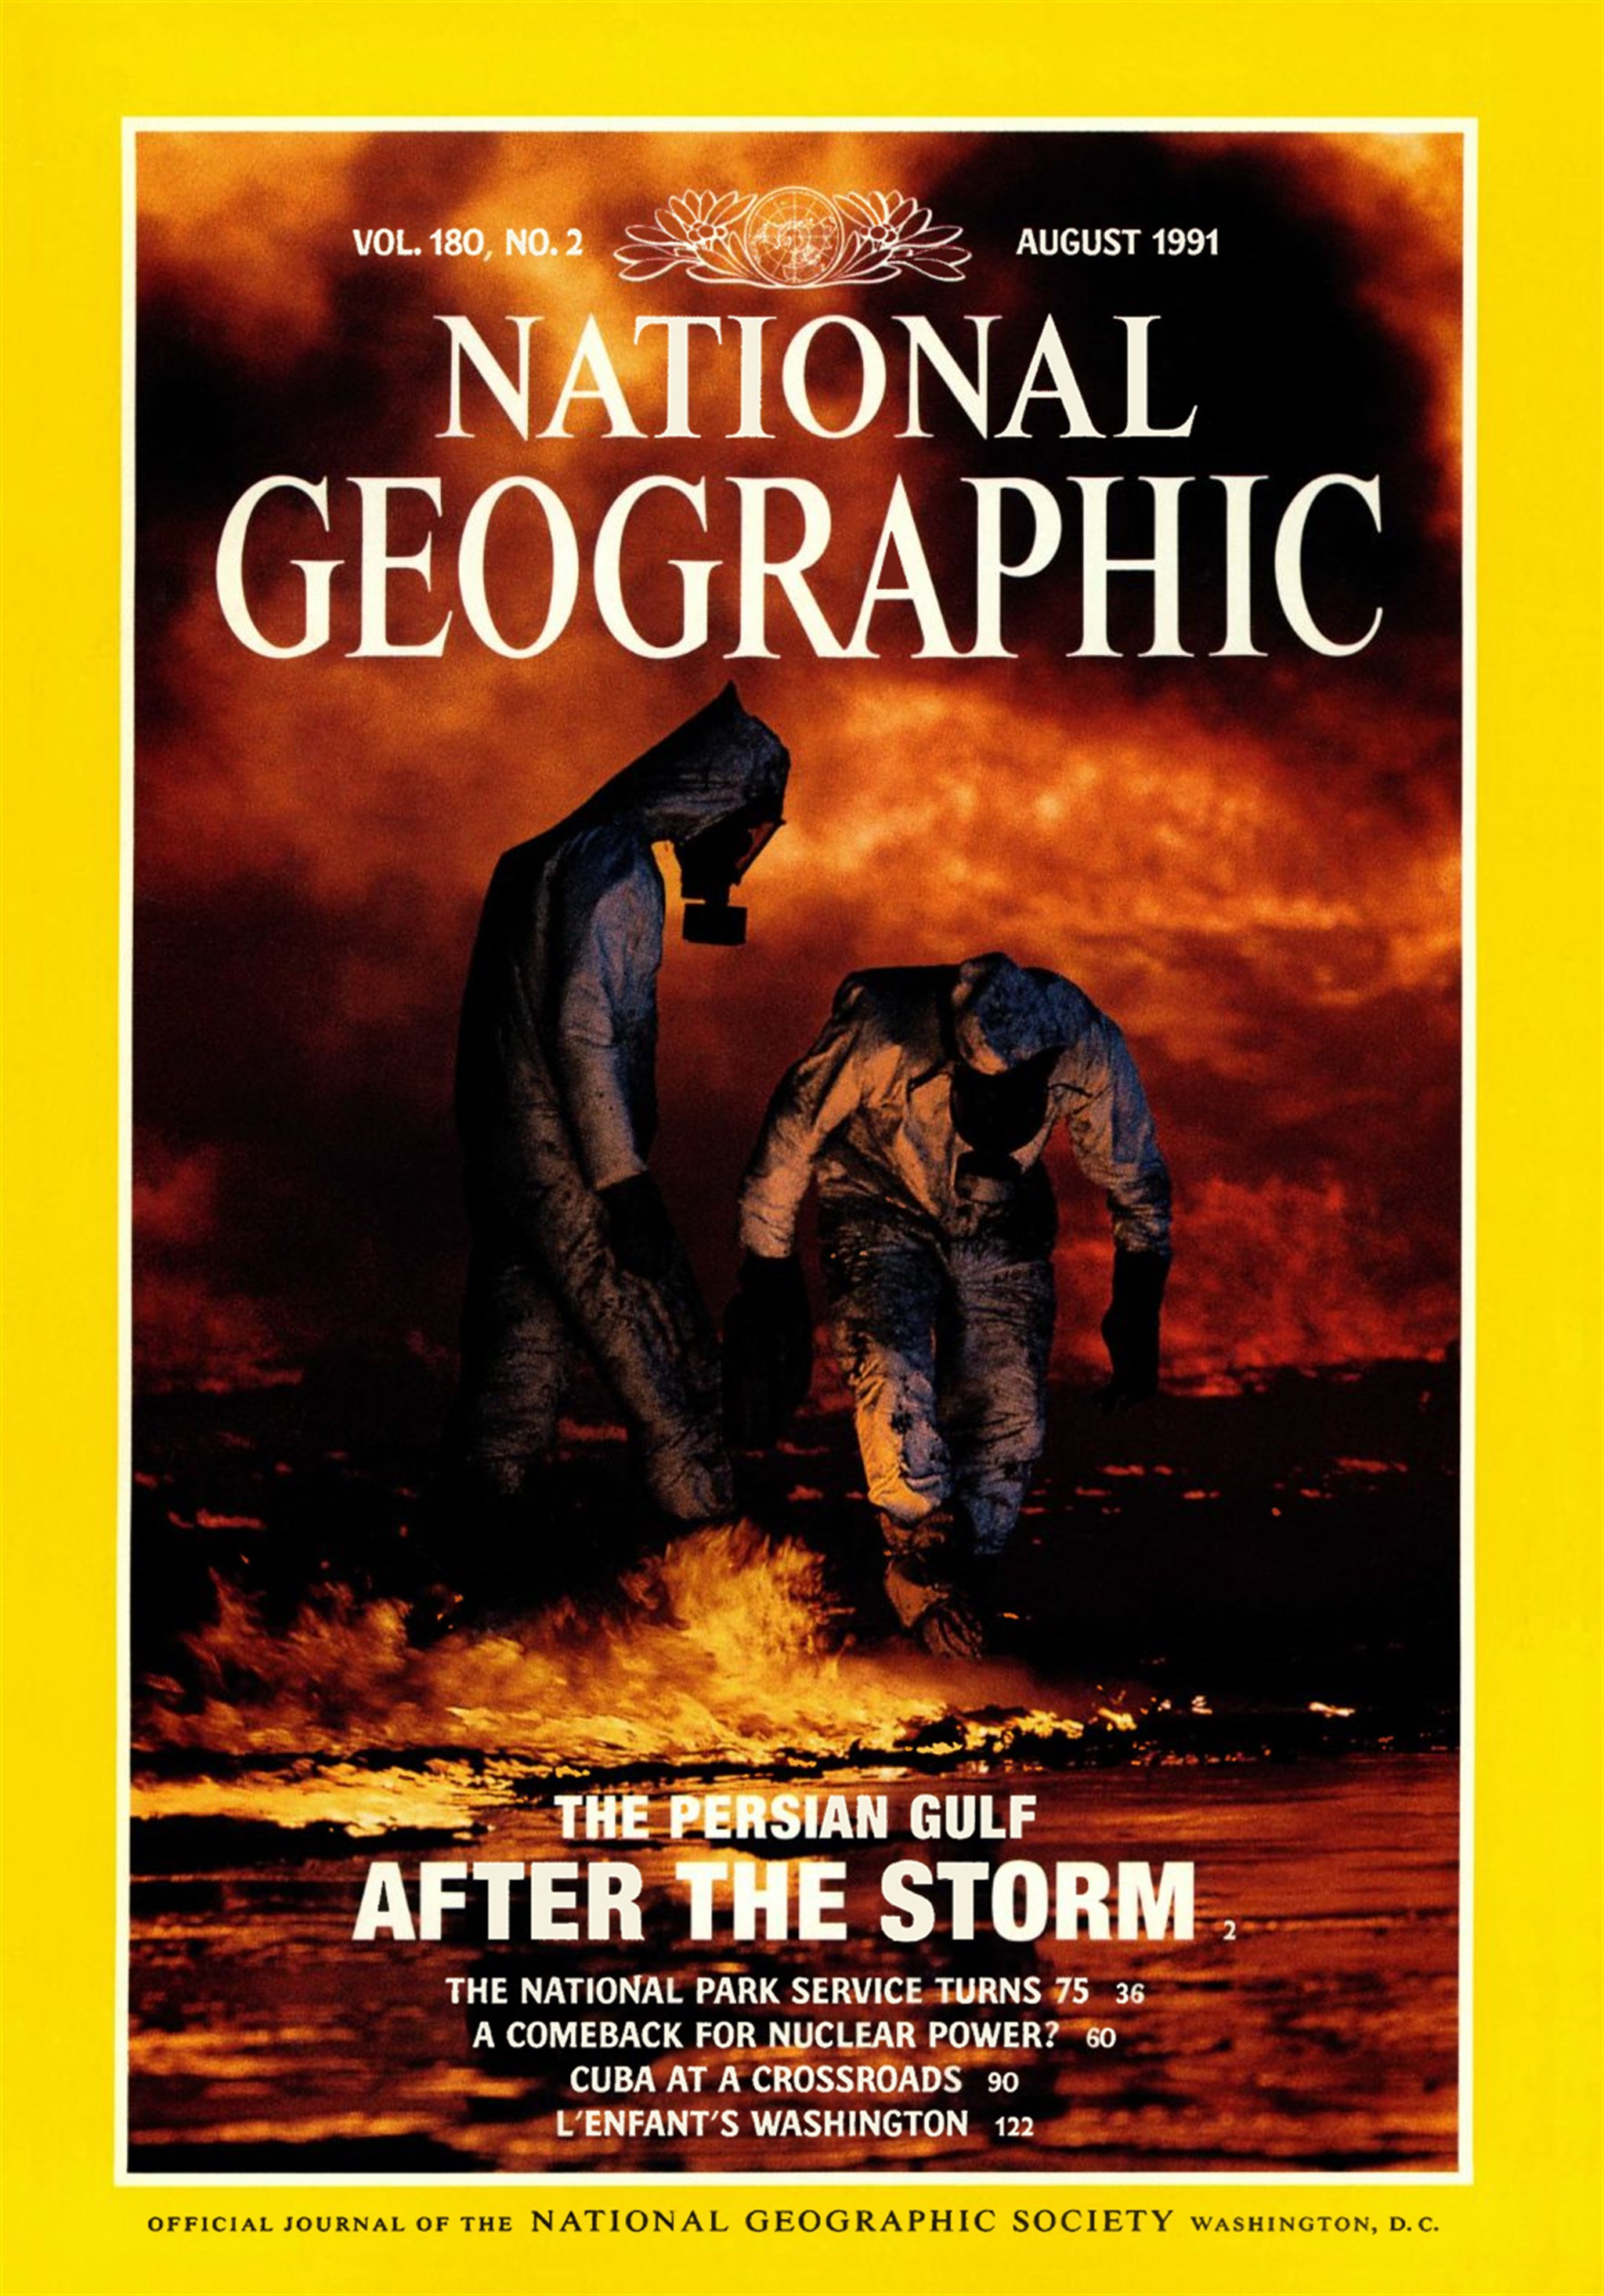 VOL. 180, NO. 2 AUGUST 1991
NATIONAL
GEOGRAPHIC
THE PERSIAN GULF
AFTER THE STORM 2
THE NATIONAL PARK SERVICE TURNS 75 36
A COMEBACK FOR NUCLEAR POWER? 60
CUBA AT A CROSSROADS 90
L'ENFANT'S WASHINGTON 122
OFFICIAL JOURNAL OF THE NATIONAL GEOGRAPHIC SOCIETY WASHINGTON, D.C.